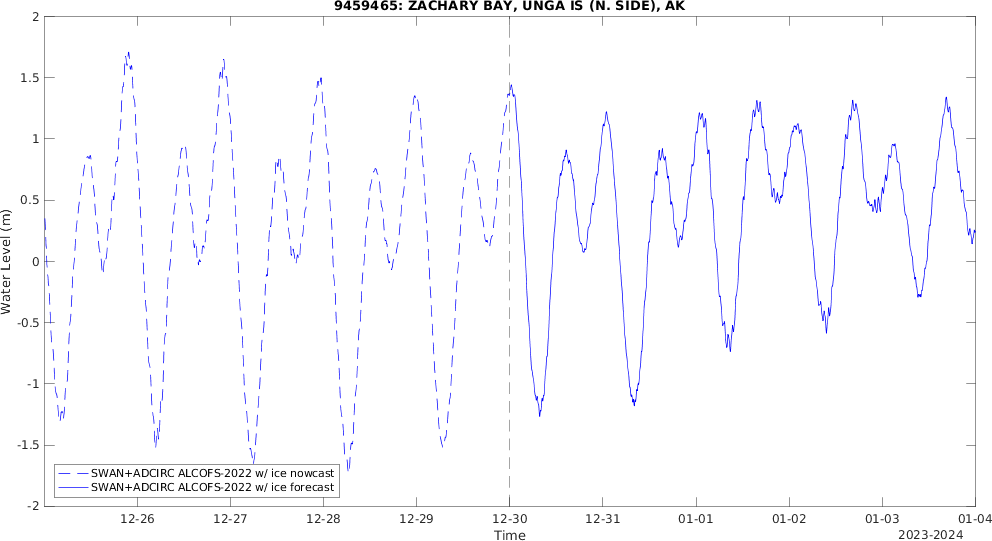 9459465: ZACHARY BAY, UNGA IS (N. SIDE), AK
2
1.5
1
0.5
0
-0.5
-1
-1.5
-2
Water Level (m)
SWAN+ADCIRC ALCOFS-2022 w/ ice nowcast
SWAN+ADCIRC ALCOFS-2022 w/ ice forecast
12-26 12-27 12-28 12-29 12-30 12-31 01-01 01-02 01-03 01-04
Time
2023-2024